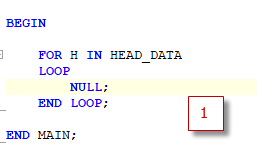 BEGIN
FOR H IN HEAD_DATA
LOOP
NULL;
END LOOP;
1
END MAIN;